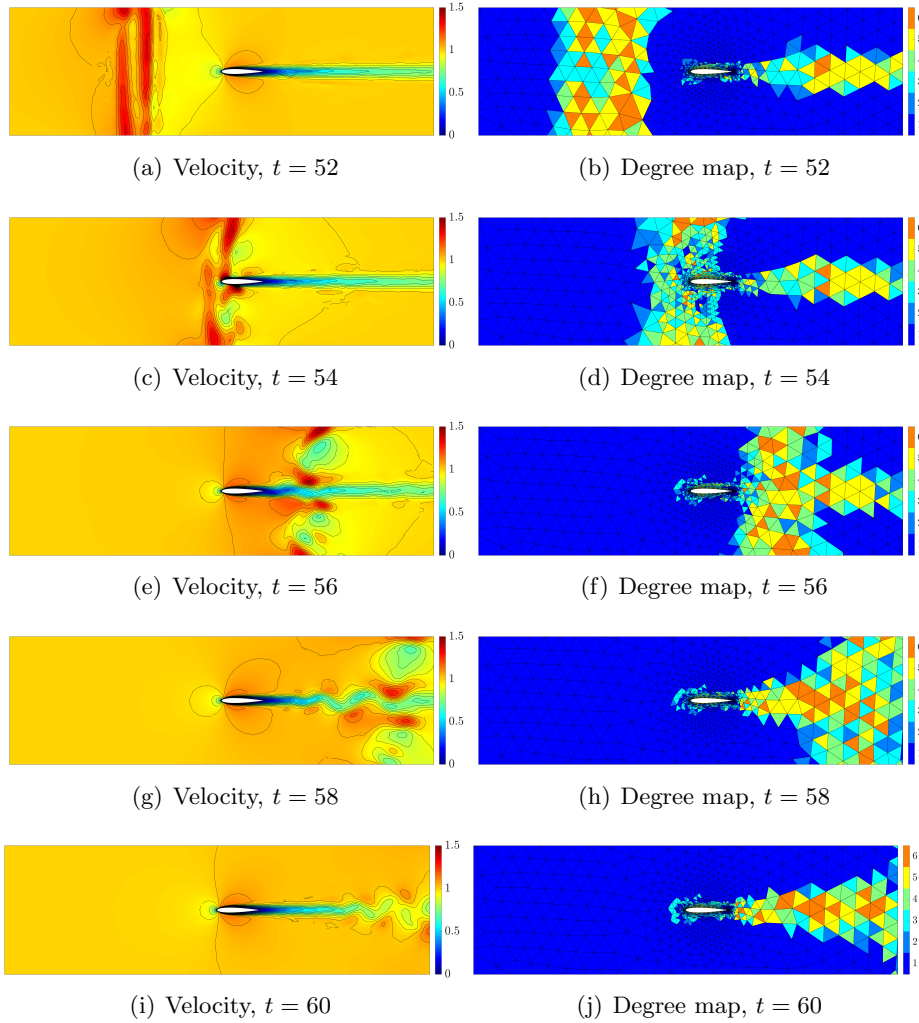 1.5
1
0.5
0
(a) Velocity, t = 52
(b) Degree map, t = 52
1.5
1
0.5
0
(c) Velocity, t = 54
(d) Degree map, t = 54
1.5
1
0.5
0
(e) Velocity, t = 56
(f) Degree map, t = 56
1.5
1
0.5
0
(g) Velocity, t = 58
(h) Degree map, t = 58
1.5
1
0.5
0
6
5
4
3
2
1
(i) Velocity, t = 60
(j) Degree map, t = 60